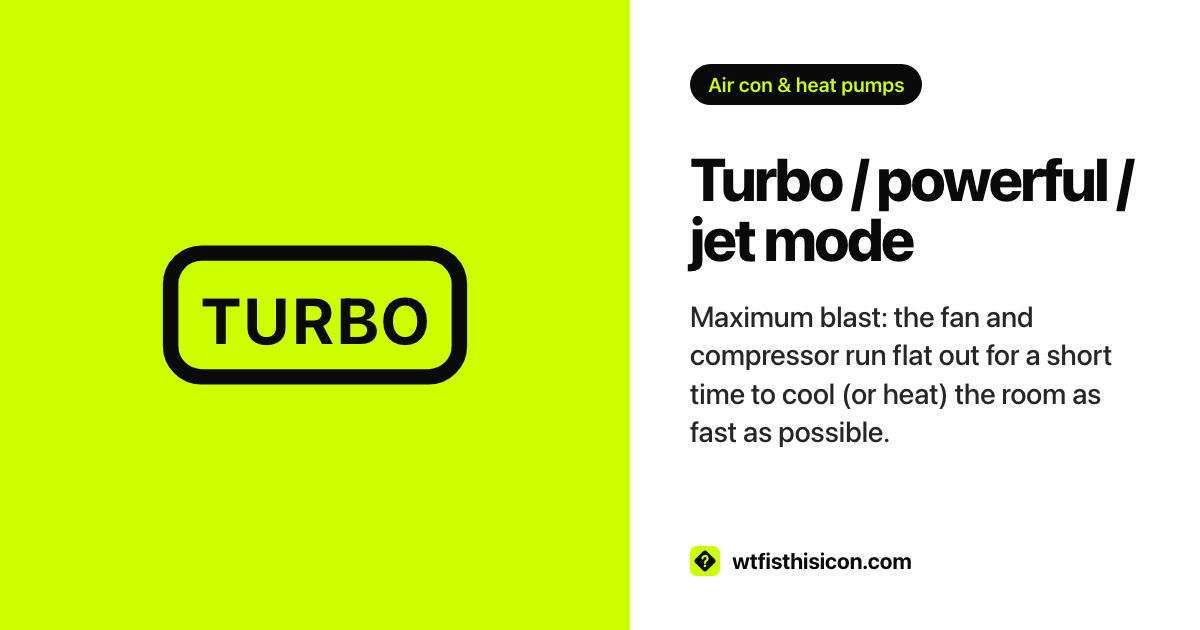 TURBO
Air con & heat pumps
Turbo / powerful /
jet mode
Maximum blast: the fan and
compressor run flat out for a short
time to cool (or heat) the room as
fast as possible.
?
wtfisthisicon.com